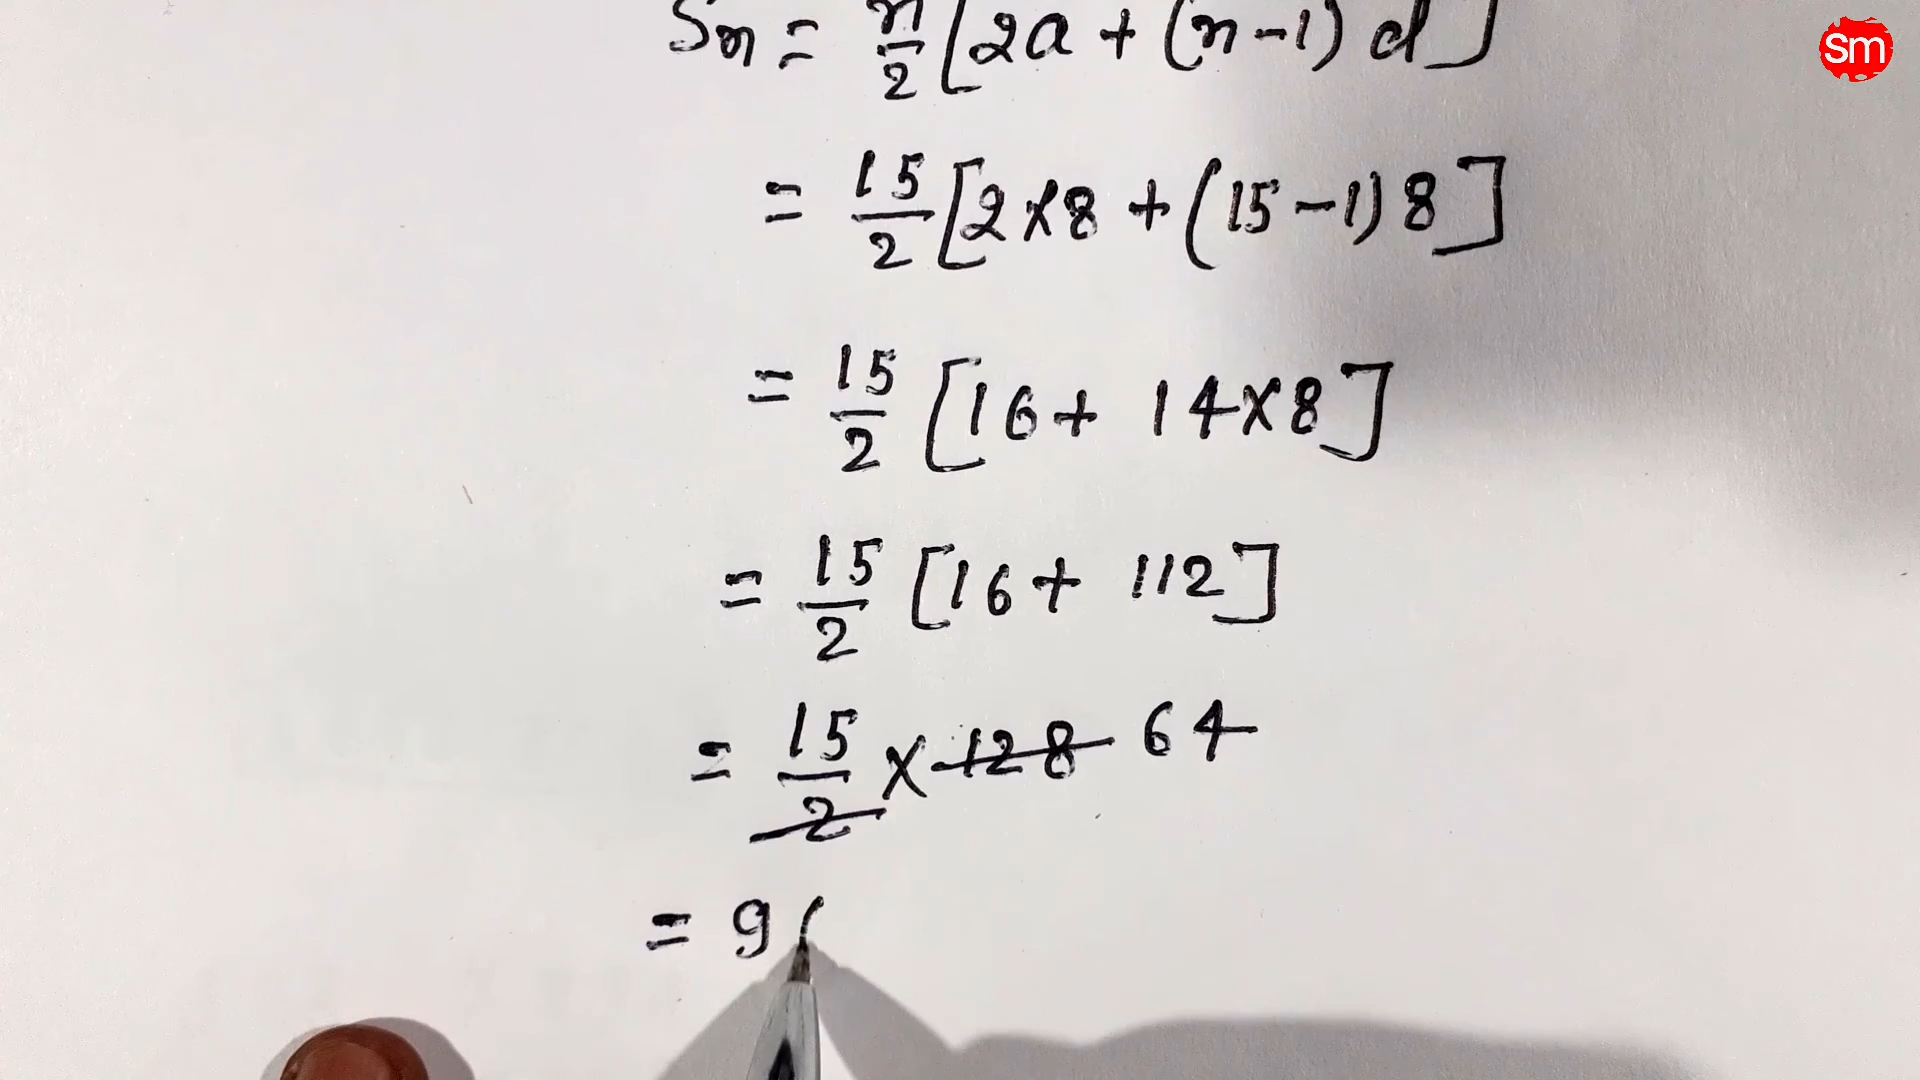 Sm
Sn = n/2 [2a + (n-1) d]
= 15/2 [2×8 + (15-1) 8]
= 15/2 [16 + 14×8]
= 15/2 [16 + 112]
= 15/2 × 128 64
= 9